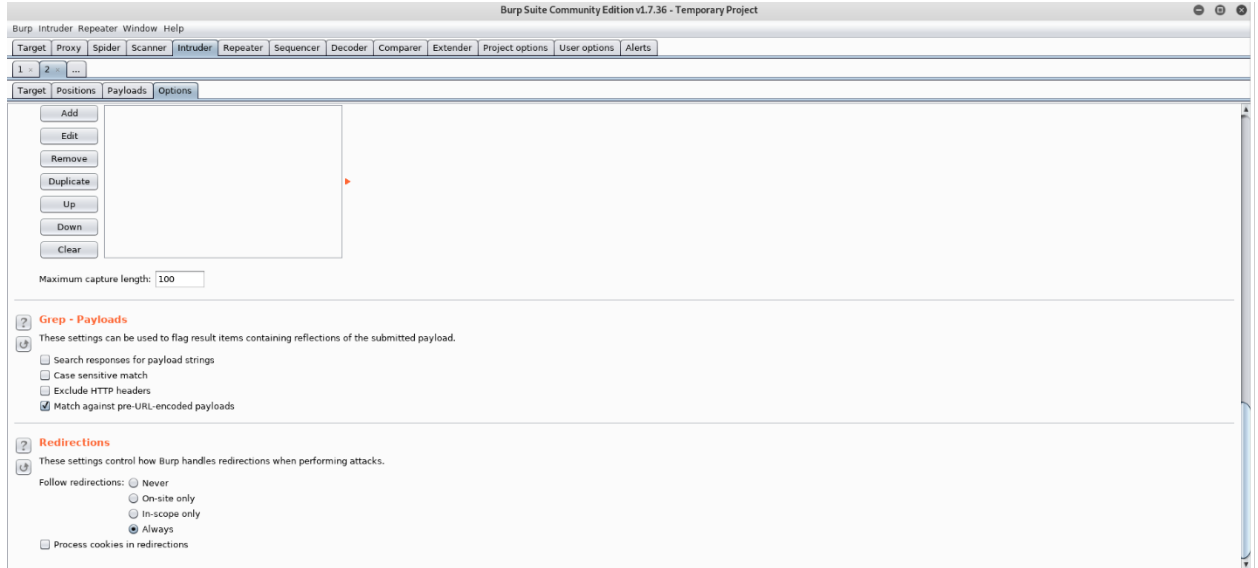 Burp Suite Community Edition v1.7.36 - Temporary Project
Burp Intruder Repeater Window Help
Target Proxy Spider Scanner Intruder Repeater Sequencer Decoder Comparer Extender Project options User options Alerts
1 × 2 × ...
Target Positions Payloads Options
Add
Edit
Remove
Duplicate
Up
Down
Clear
Maximum capture length: 100
? Grep - Payloads
These settings can be used to flag result items containing reflections of the submitted payload.
Search responses for payload strings
Case sensitive match
Exclude HTTP headers
Match against pre-URL-encoded payloads
? Redirections
These settings control how Burp handles redirections when performing attacks.
Follow redirections: Never
On-site only
In-scope only
Always
Process cookies in redirections